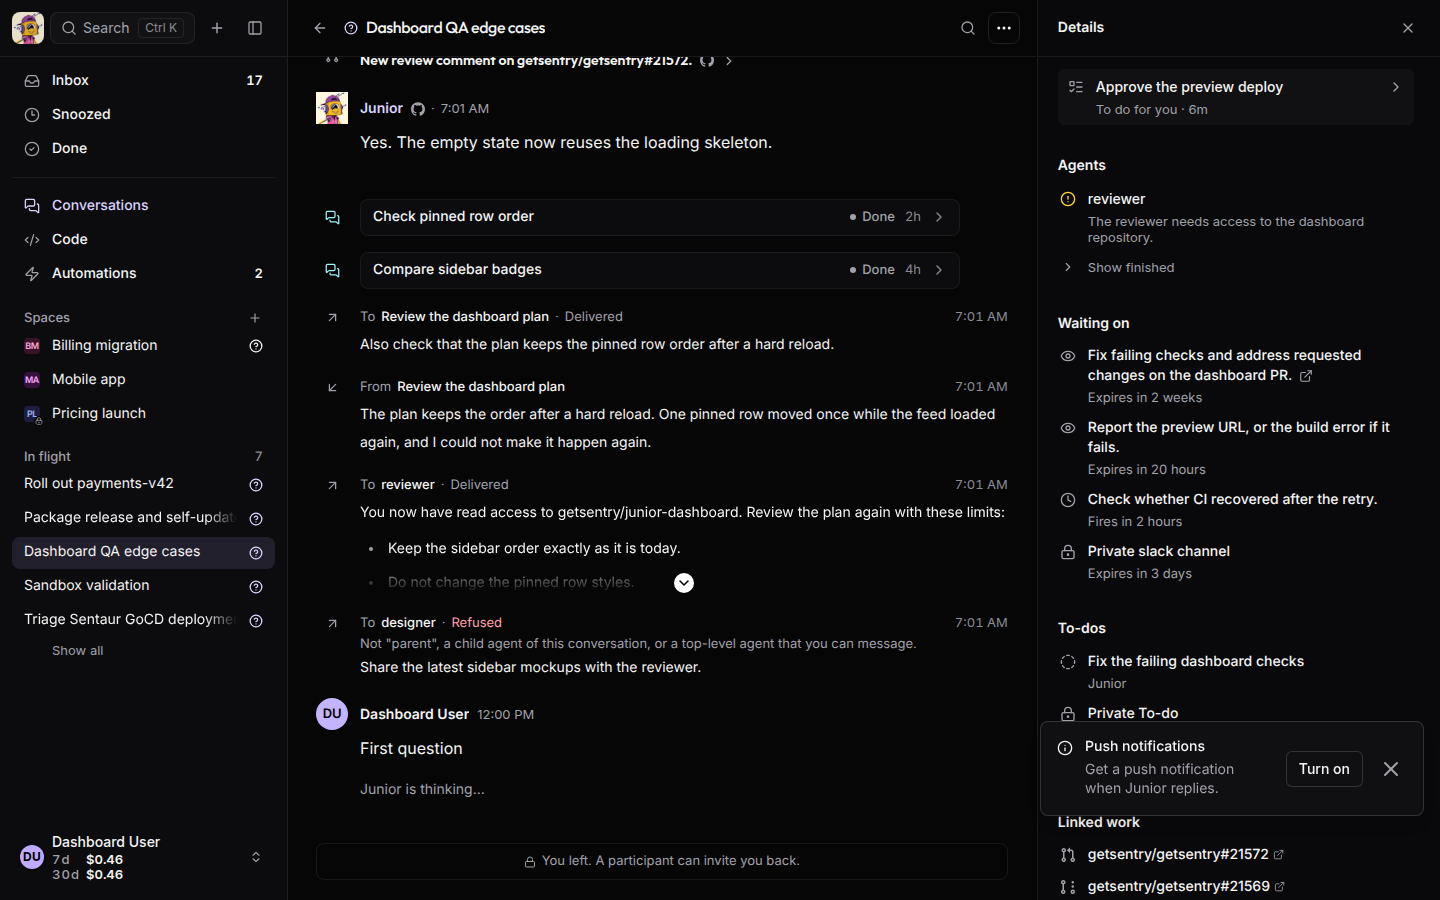 Search Ctrl K
Inbox 17
Snoozed
Done
Conversations
Code
Automations 2
Spaces
BM Billing migration
MA Mobile app
PL Pricing launch
In flight 7
Roll out payments-v42
Package release and self-updat
Dashboard QA edge cases
Sandbox validation
Triage Sentaur GoCD deployme
Show all
DU Dashboard User
7d $0.46
30d $0.46
Dashboard QA edge cases
New review comment on getsentry/getsentry#21572.
Junior · 7:01 AM
Yes. The empty state now reuses the loading skeleton.
Check pinned row order Done 2h
Compare sidebar badges Done 4h
To Review the dashboard plan · Delivered 7:01 AM
Also check that the plan keeps the pinned row order after a hard reload.
From Review the dashboard plan 7:01 AM
The plan keeps the order after a hard reload. One pinned row moved once while the feed loaded
again, and I could not make it happen again.
To reviewer · Delivered 7:01 AM
You now have read access to getsentry/junior-dashboard. Review the plan again with these limits:
• Keep the sidebar order exactly as it is today.
• Do not change the pinned row styles.
To designer · Refused 7:01 AM
Not "parent", a child agent of this conversation, or a top-level agent that you can message.
Share the latest sidebar mockups with the reviewer.
DU Dashboard User 12:00 PM
First question
Junior is thinking...
You left. A participant can invite you back.
Details
Approve the preview deploy
To do for you · 6m
Agents
reviewer
The reviewer needs access to the dashboard
repository.
Show finished
Waiting on
Fix failing checks and address requested
changes on the dashboard PR.
Expires in 2 weeks
Report the preview URL, or the build error if it
fails.
Expires in 20 hours
Check whether CI recovered after the retry.
Fires in 2 hours
Private slack channel
Expires in 3 days
To-dos
Fix the failing dashboard checks
Junior
Private To-do
Push notifications
Get a push notification
when Junior replies.
Turn on
Linked work
getsentry/getsentry#21572
getsentry/getsentry#21569